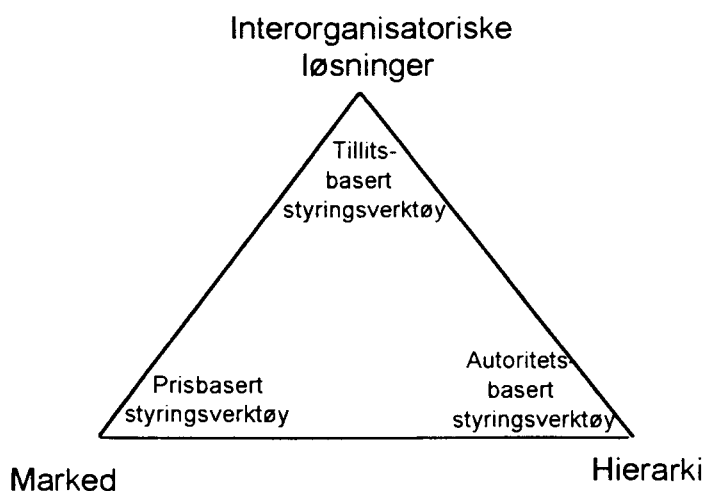 Interorganisatoriske
løsninger
Tillits-
basert
styringsverktøy
Prisbasert
styringsverktøy
Autoritets-
basert
styringsverktøy
Marked
Hierarki